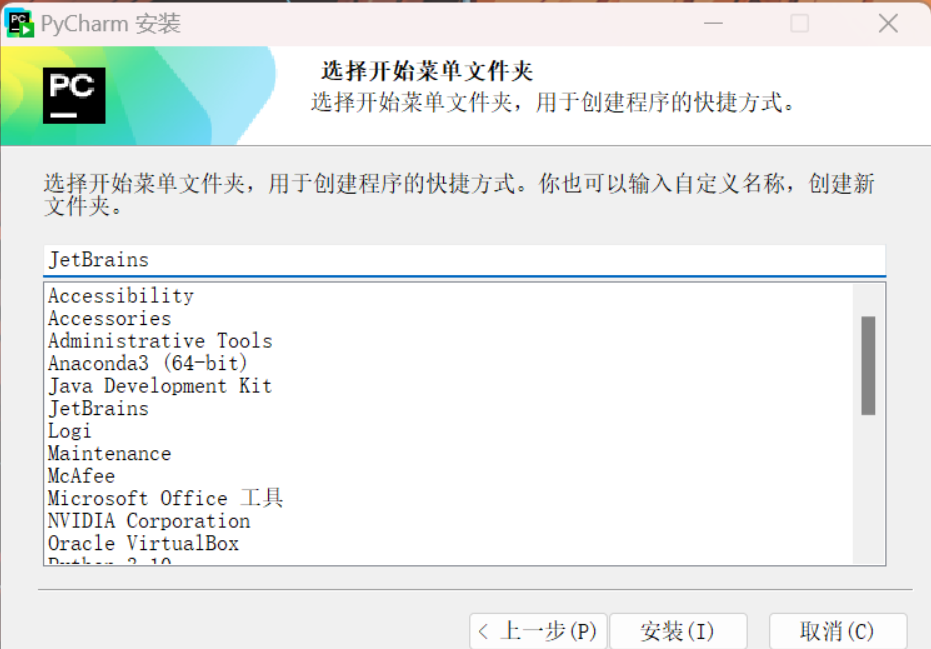 PC
PyCharm 安装
PC
选择开始菜单文件夹
选择开始菜单文件夹，用于创建程序的快捷方式。
选择开始菜单文件夹，用于创建程序的快捷方式。你也可以输入自定义名称，创建新
文件夹。
JetBrains
Accessibility
Accessories
Administrative Tools
Anaconda3 (64-bit)
Java Development Kit
JetBrains
Logi
Maintenance
McAfee
Microsoft Office 工具
NVIDIA Corporation
Oracle VirtualBox
Python 3.10
< 上一步(P)
安装(I)
取消(C)